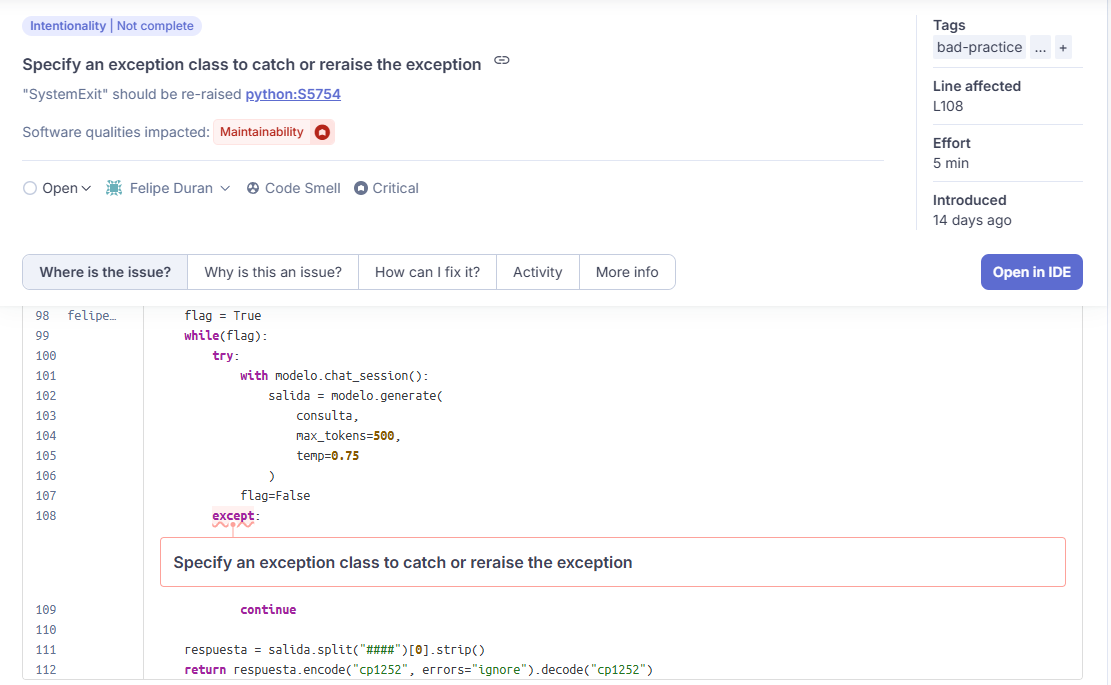 Intentionality | Not complete
Specify an exception class to catch or reraise the exception
"SystemExit" should be re-raised python:S5754
Software qualities impacted: Maintainability
Open Felipe Duran Code Smell Critical
Tags
bad-practice ... +
Line affected
L108
Effort
5 min
Introduced
14 days ago
Where is the issue? Why is this an issue? How can I fix it? Activity More info Open in IDE
98 felipe… flag = True
99 while(flag):
100 try:
101 with modelo.chat_session():
102 salida = modelo.generate(
103 consulta,
104 max_tokens=500,
105 temp=0.75
106 )
107 flag=False
108 except:
Specify an exception class to catch or reraise the exception
109 continue
110
111 respuesta = salida.split("####")[0].strip()
112 return respuesta.encode("cp1252", errors="ignore").decode("cp1252")